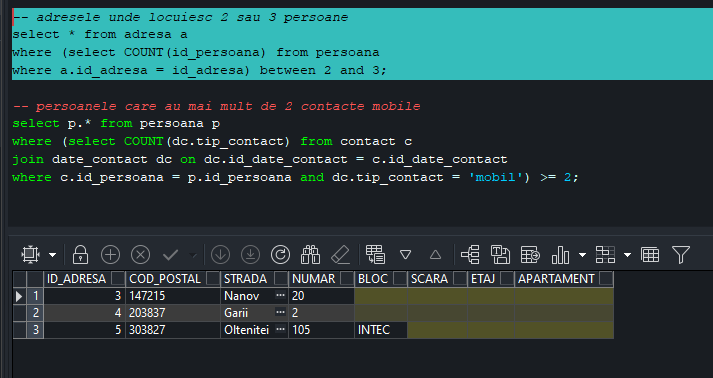 -- adresele unde locuiesc 2 sau 3 persoane
select * from adresa a
where (select COUNT(id_persoana) from persoana
where a.id_adresa = id_adresa) between 2 and 3;
-- persoanele care au mai mult de 2 contacte mobile
select p.* from persoana p
where (select COUNT(dc.tip_contact) from contact c
join date_contact dc on dc.id_date_contact = c.id_date_contact
where c.id_persoana = p.id_persoana and dc.tip_contact = 'mobil') >= 2;
ID_ADRESA COD_POSTAL STRADA NUMAR BLOC SCARA ETAJ APARTAMENT
1 3 147215 Nanov ... 20
2 4 203837 Garii ... 2
3 5 303827 Oltenitei ... 105 INTEC